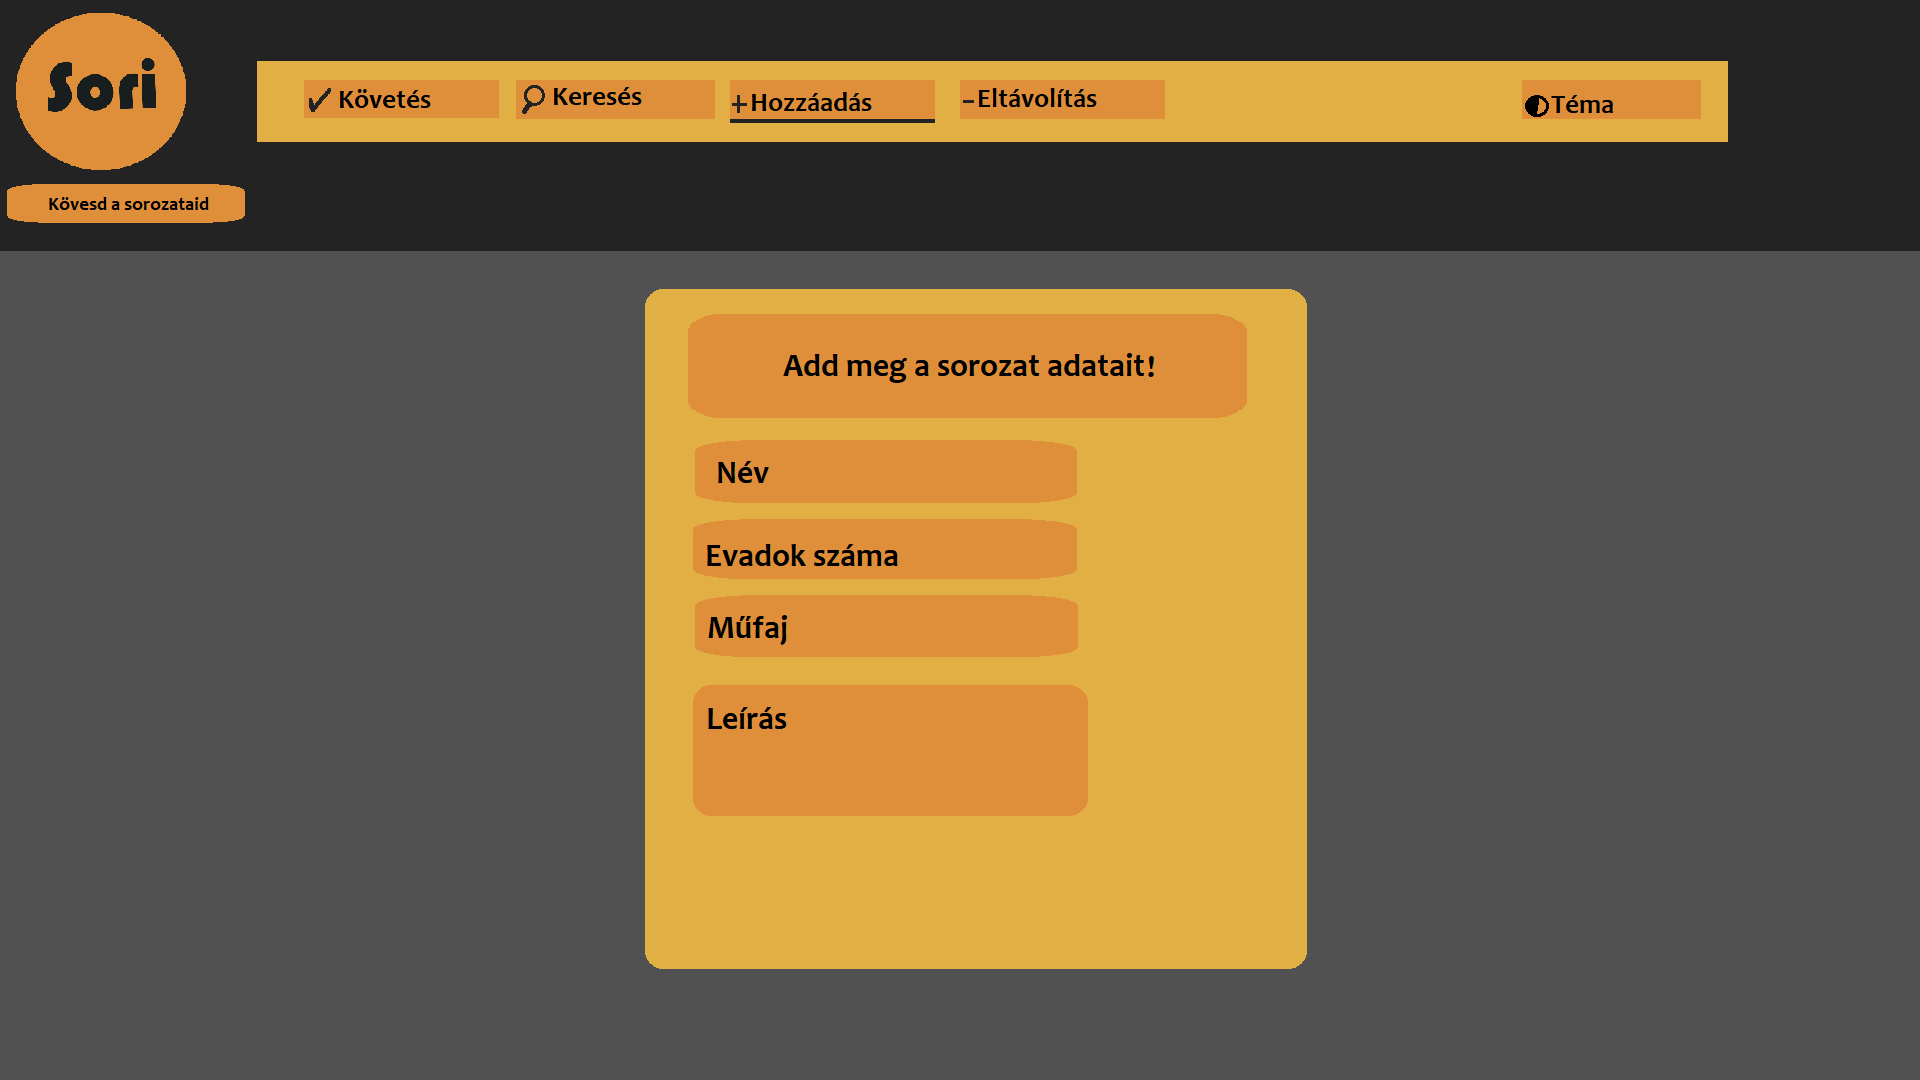 Sori
Követés
Keresés
+Hozzáadás
-Eltávolítás
Téma
Kövesd a sorozataid
Add meg a sorozat adatait!
Név
Evadok száma
Műfaj
Leírás